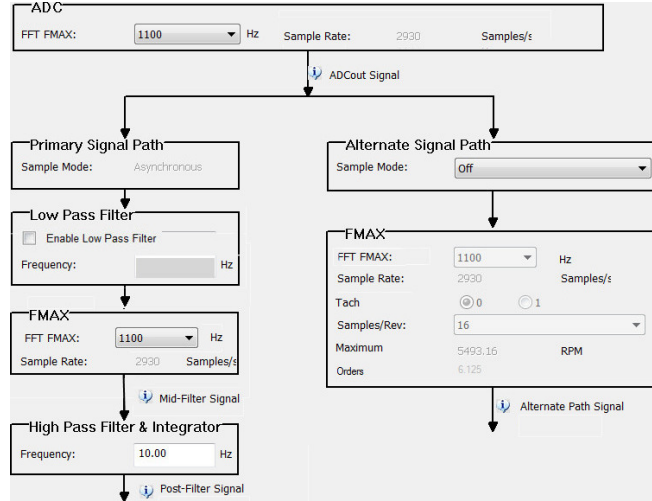 ADC
FFT FMAX: 1100 Hz Sample Rate: 2930 Samples/s
ADCout Signal
Primary Signal Path
Sample Mode: Asynchronous
Low Pass Filter
Enable Low Pass Filter
Frequency: Hz
FMAX
FFT FMAX: 1100 Hz
Sample Rate: 2930 Samples/s
Mid-Filter Signal
High Pass Filter & Integrator
Frequency: 10.00 Hz
Post-Filter Signal
Alternate Signal Path
Sample Mode: Off
FMAX
FFT FMAX: 1100 Hz
Sample Rate: 2930 Samples/s
Tach 0 1
Samples/Rev: 16
Maximum 5493.16 RPM
Orders 6.125
Alternate Path Signal